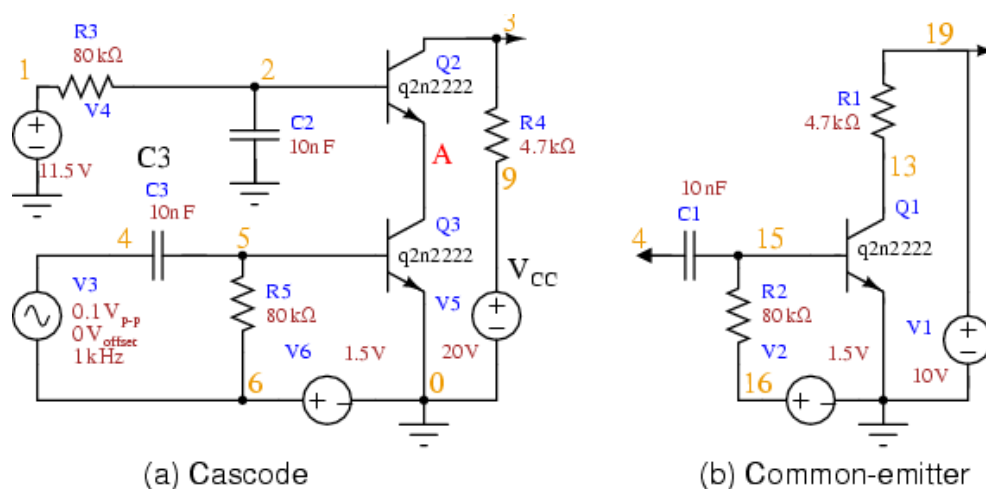 3
19
R3
80 kΩ
1
2
Q2
q2n2222
R1
4.7kΩ
V4
C2
10n F
R4
4.7kΩ
11.5 V
C3
A
9
13
C3
10n F
10 nF
C1
Q3
Q1
4
5
q2n2222
4
15
q2n2222
VCC
V3
0.1 Vp-p
0Voffset
1 kHz
R5
80 kΩ
V5
R2
80 kΩ
V6
1.5V
20V
V2
1.5V
V1
10V
6
0
16
(a) Cascode
(b) Common-emitter